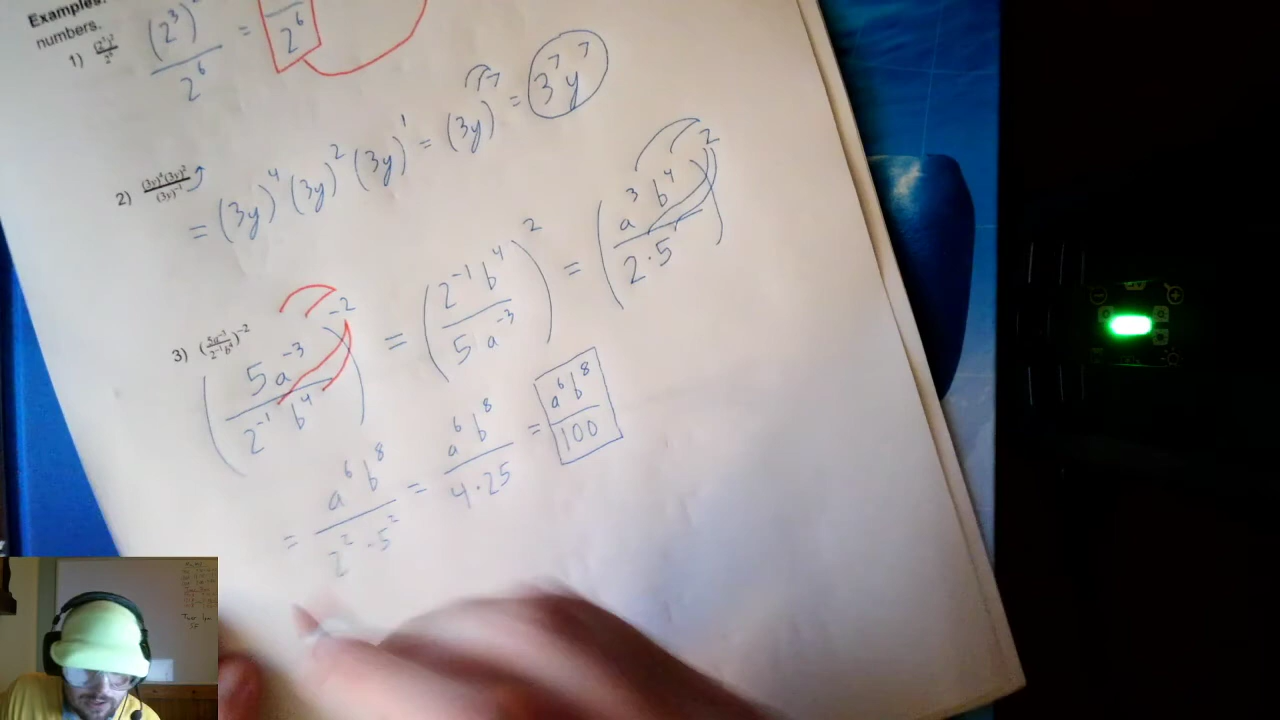 Examples:
numbers.
1) (2³)²/2⁶ (2³)²/2⁶ = /2⁶
2) (3y)⁴(3y)²/(3y)⁻¹
= (3y)⁴ (3y)² (3y)¹ = (3y)⁷ = 3⁷y⁷
3) (5a⁻³/2⁻¹b⁴)⁻²
(5a⁻³/2⁻¹ b⁴)⁻² = (2⁻¹b⁴/5a⁻³)² = (a³b⁴/2·5)²
= a⁶b⁸/2²·5² = a⁶b⁸/4·25 = a⁶b⁸/100